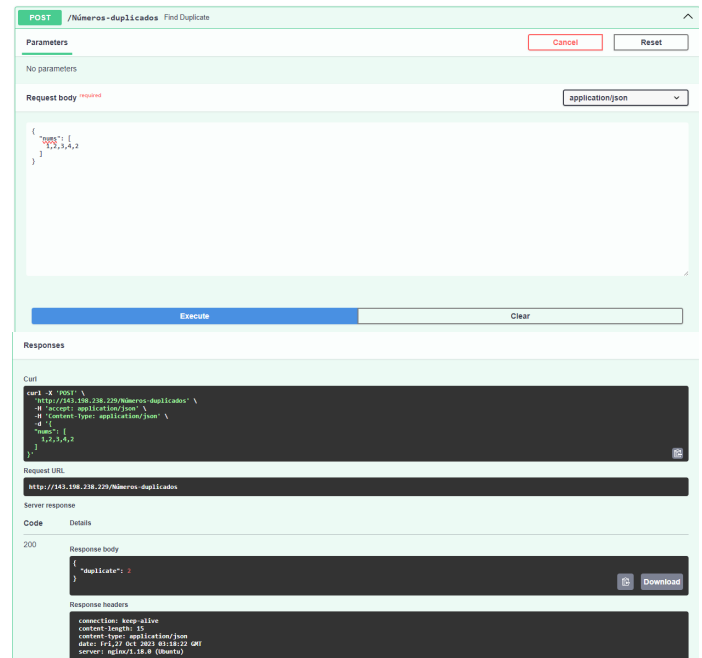 POST /Números-duplicados Find Duplicate
Parameters Cancel Reset
No parameters
Request body required application/json
{
"nums": [
1,2,3,4,2
]
}
Execute Clear
Responses
Curl
curl -X 'POST' \
'http://143.198.238.229/Números-duplicados' \
-H 'accept: application/json' \
-H 'Content-Type: application/json' \
-d '{
"nums": [
1,2,3,4,2
]
}'
Request URL
http://143.198.238.229/Números-duplicados
Server response
Code Details
200
Response body
{
"duplicate": 2
}
Download
Response headers
connection: keep-alive
content-length: 15
content-type: application/json
date: Fri,27 Oct 2023 03:18:22 GMT
server: nginx/1.18.0 (Ubuntu)